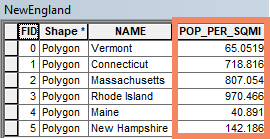 NewEngland
FID Shape * NAME POP_PER_SQMI
0 Polygon Vermont 65.0519
1 Polygon Connecticut 718.816
2 Polygon Massachusetts 807.054
3 Polygon Rhode Island 970.466
4 Polygon Maine 40.891
5 Polygon New Hampshire 142.186